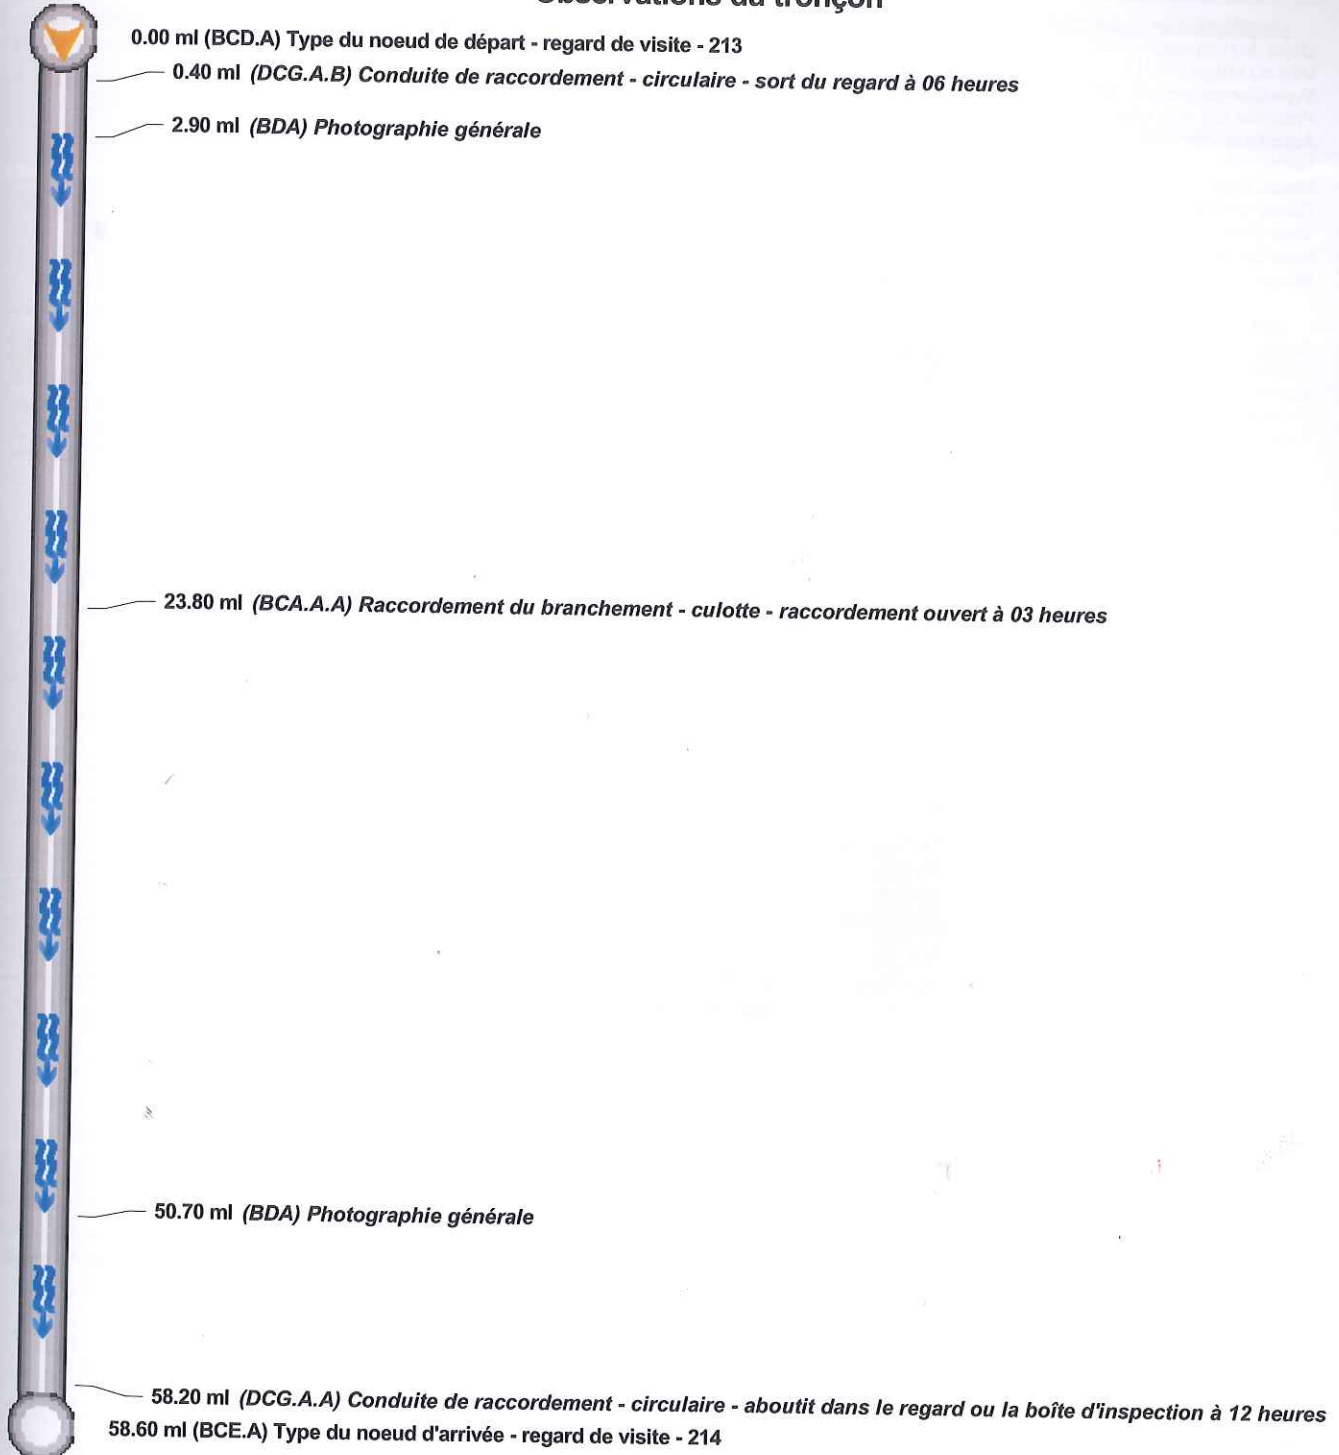 Observations du tronçon
0.00 ml (BCD.A) Type du noeud de départ - regard de visite - 213
0.40 ml (DCG.A.B) Conduite de raccordement - circulaire - sort du regard à 06 heures
2.90 ml (BDA) Photographie générale
23.80 ml (BCA.A.A) Raccordement du branchement - culotte - raccordement ouvert à 03 heures
50.70 ml (BDA) Photographie générale
58.20 ml (DCG.A.A) Conduite de raccordement - circulaire - aboutit dans le regard ou la boîte d'inspection à 12 heures
58.60 ml (BCE.A) Type du noeud d'arrivée - regard de visite - 214